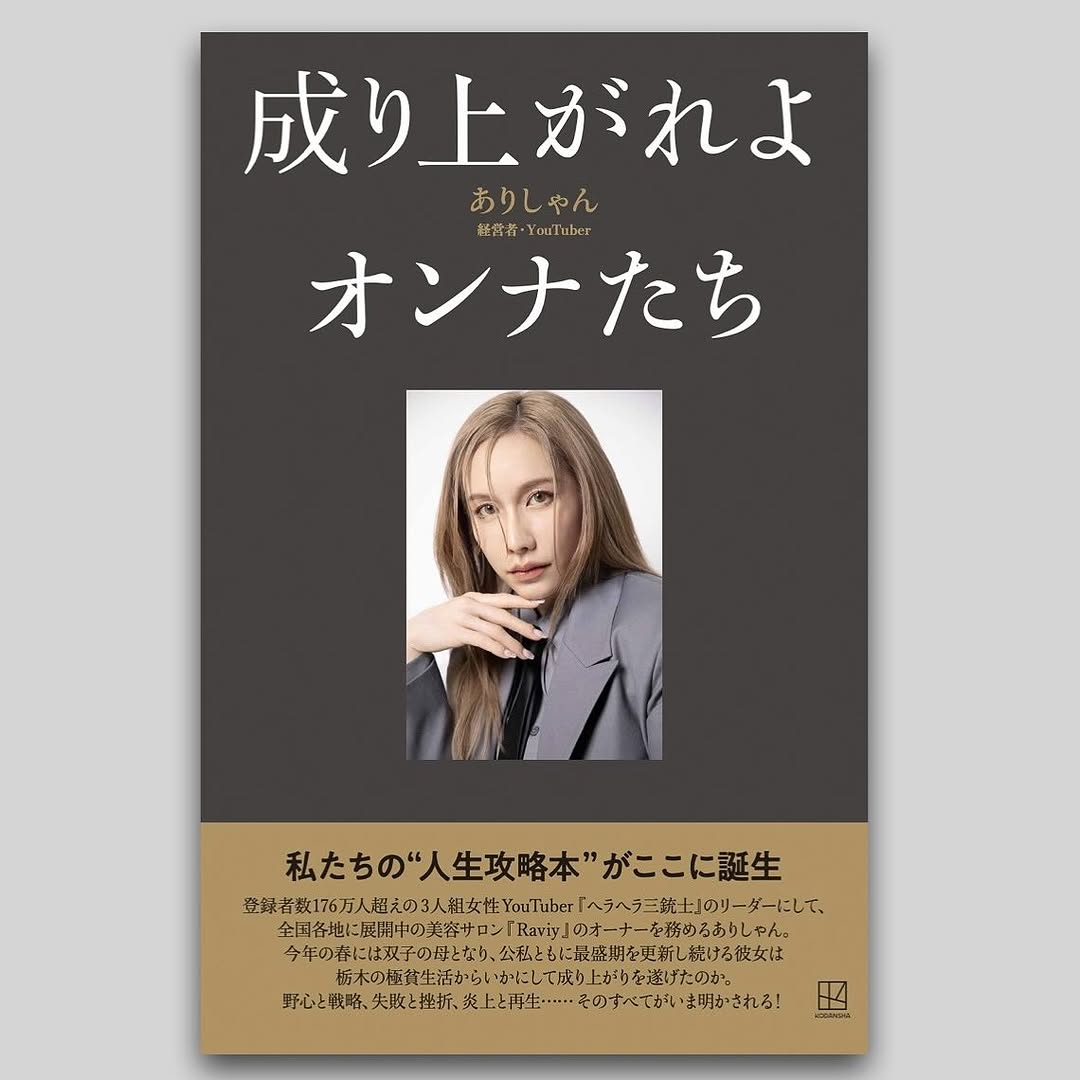 成り上がれよ
ありしゃん
経営者・YouTuber
オンナたち
私たちの“人生攻略本”がここに誕生
登録者数176万人超えの3人組女性YouTuber『ヘラヘラ三銃士』のリーダーにして、
全国各地に展開中の美容サロン『Raviy』のオーナーを務めるありしゃん。
今年の春には双子の母となり、公私ともに最盛期を更新し続ける彼女は
栃木の極貧生活からいかにして成り上がりを遂げたのか。
野心と戦略、失敗と挫折、炎上と再生…… そのすべてがいま明かされる!
KODANSHA